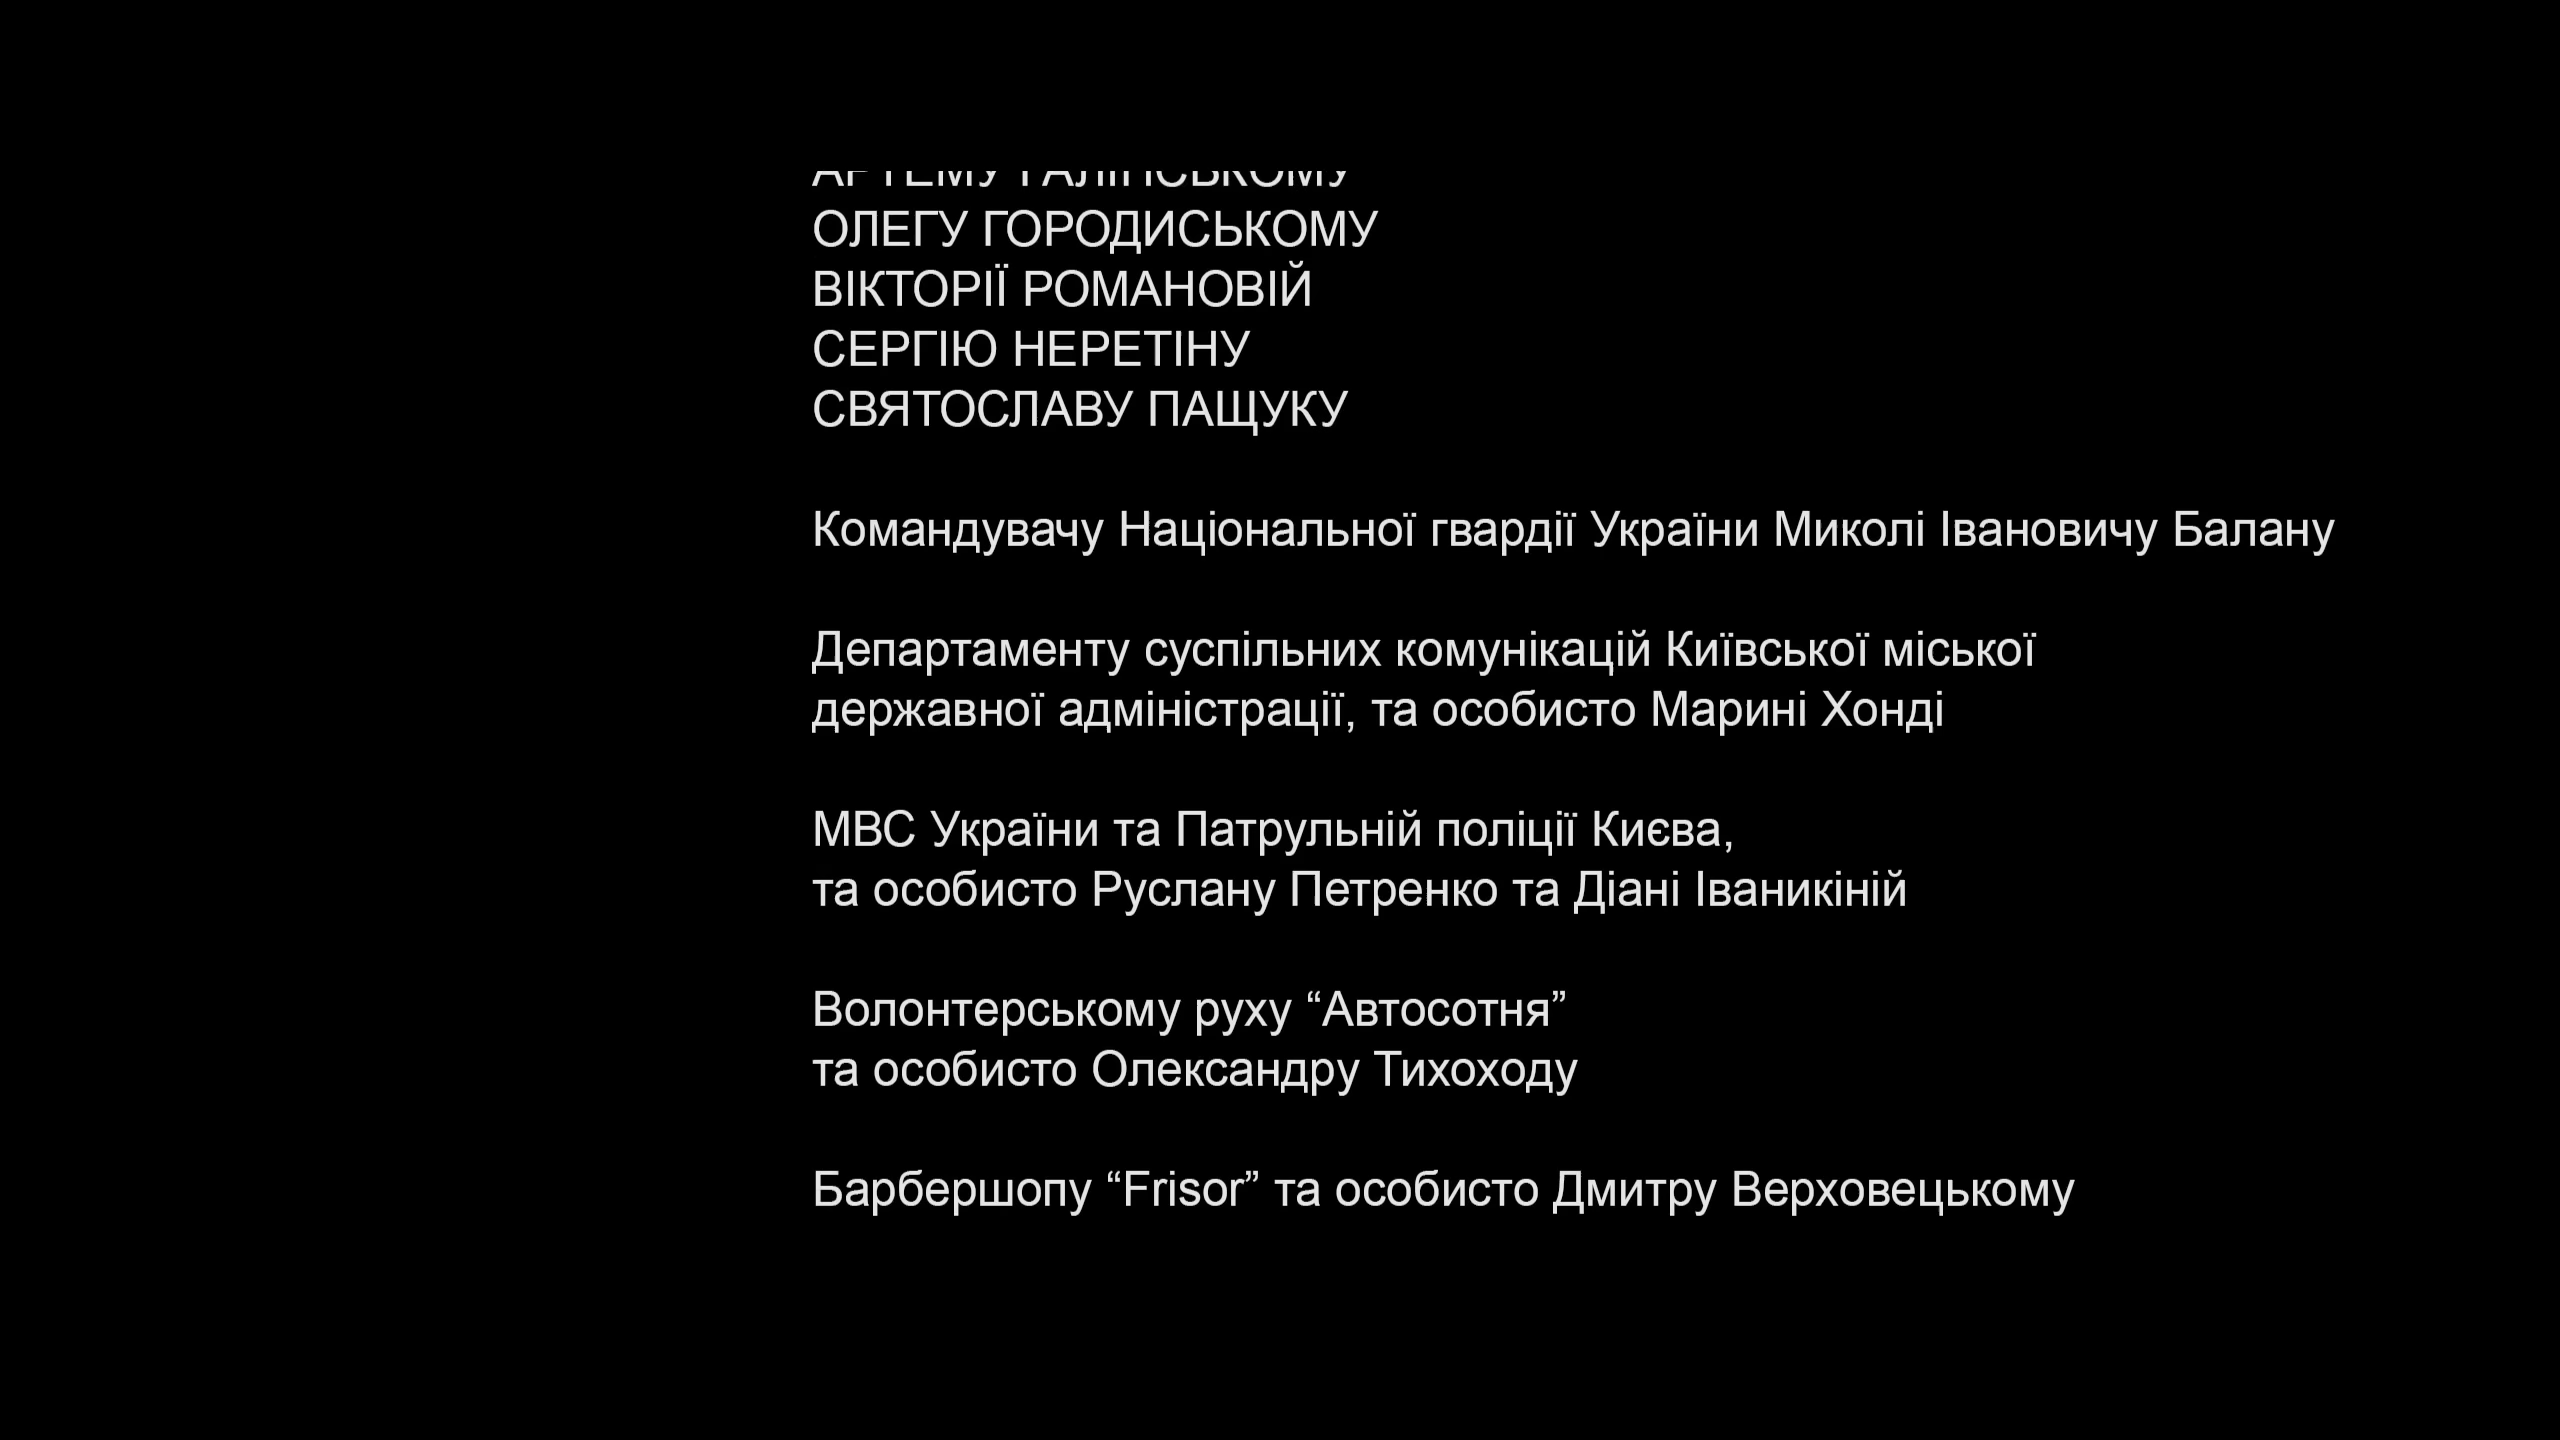 АРТЕМУ
ОЛЕГУ ГОРОДИСЬКОМУ
ВІКТОРІЇ РОМАНОВІЙ
СЕРГІЮ НЕРЕТІНУ
СВЯТОСЛАВУ ПАЩУКУ
Командувачу Національної гвардії України Миколі Івановичу Балану
Департаменту суспільних комунікацій Київської міської
державної адміністрації, та особисто Марині Хонді
МВС України та Патрульній поліції Києва,
та особисто Руслану Петренко та Діані Іваникіній
Волонтерському руху “Автосотня”
та особисто Олександру Тихоходу
Барбершопу “Frisor” та особисто Дмитру Верховецькому